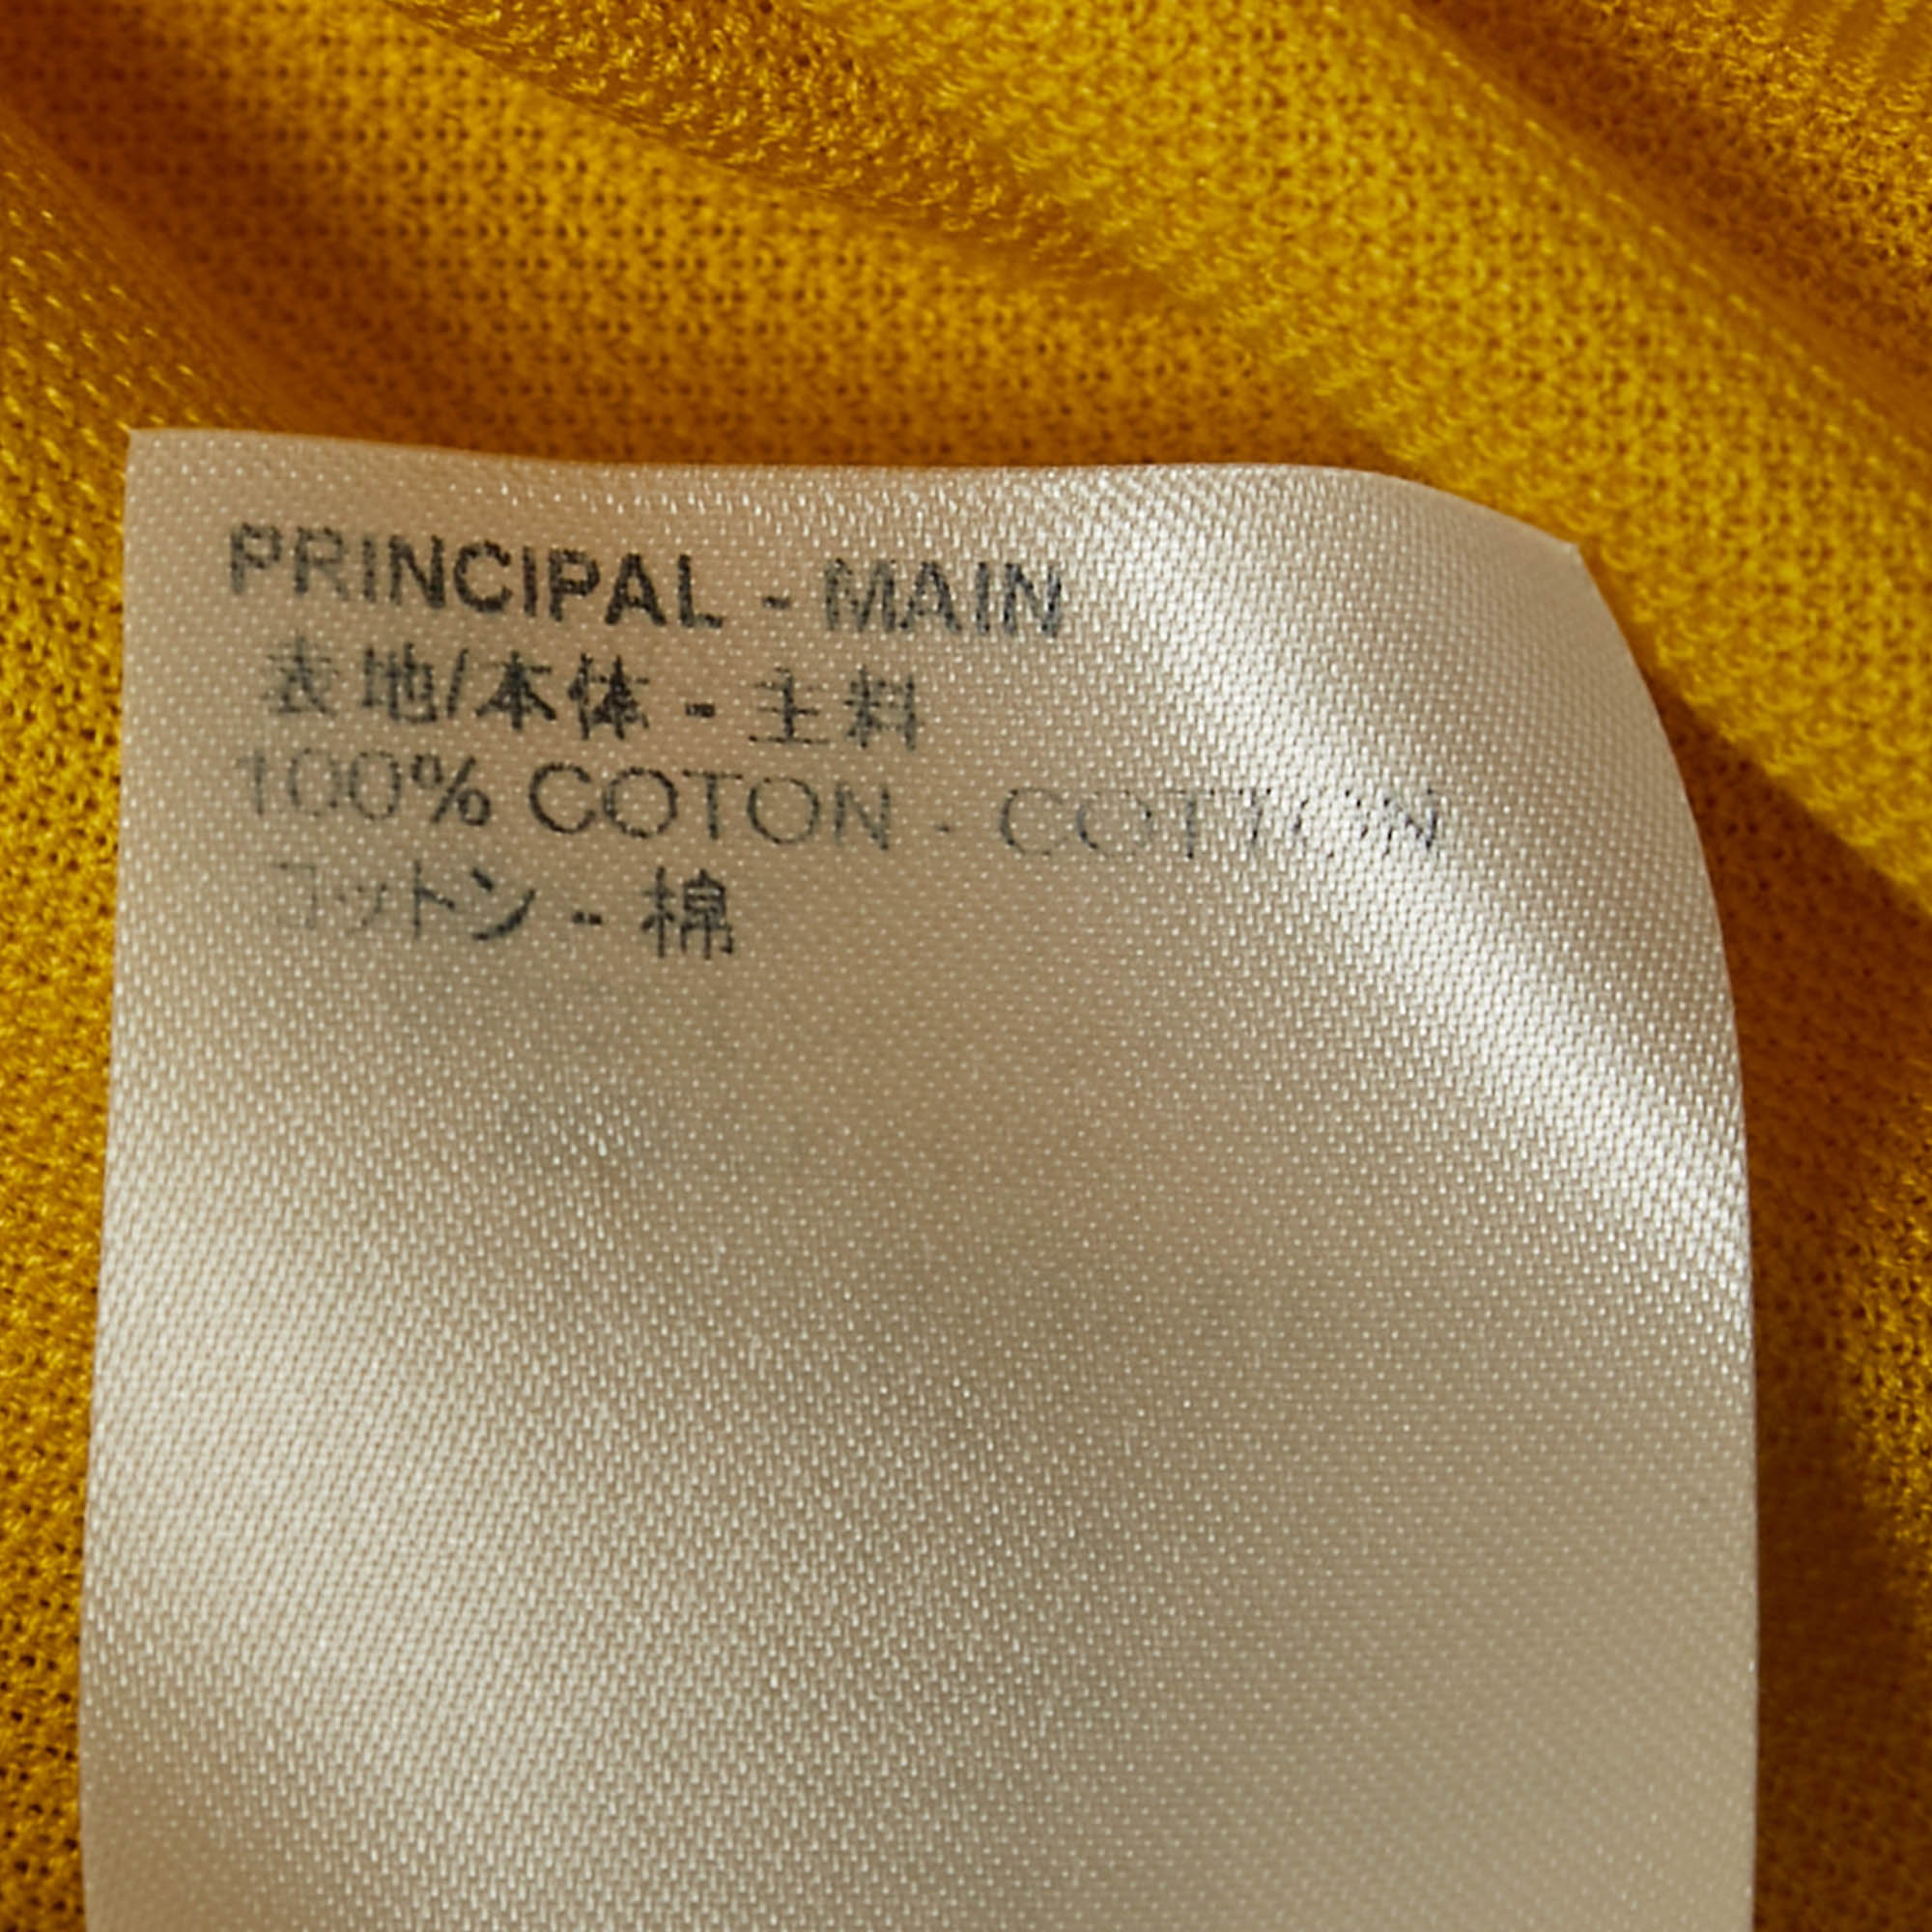 PRINCIPAL - MAIN
表地/本体 - 主料
100% COTON - COTTON
コットン - 棉